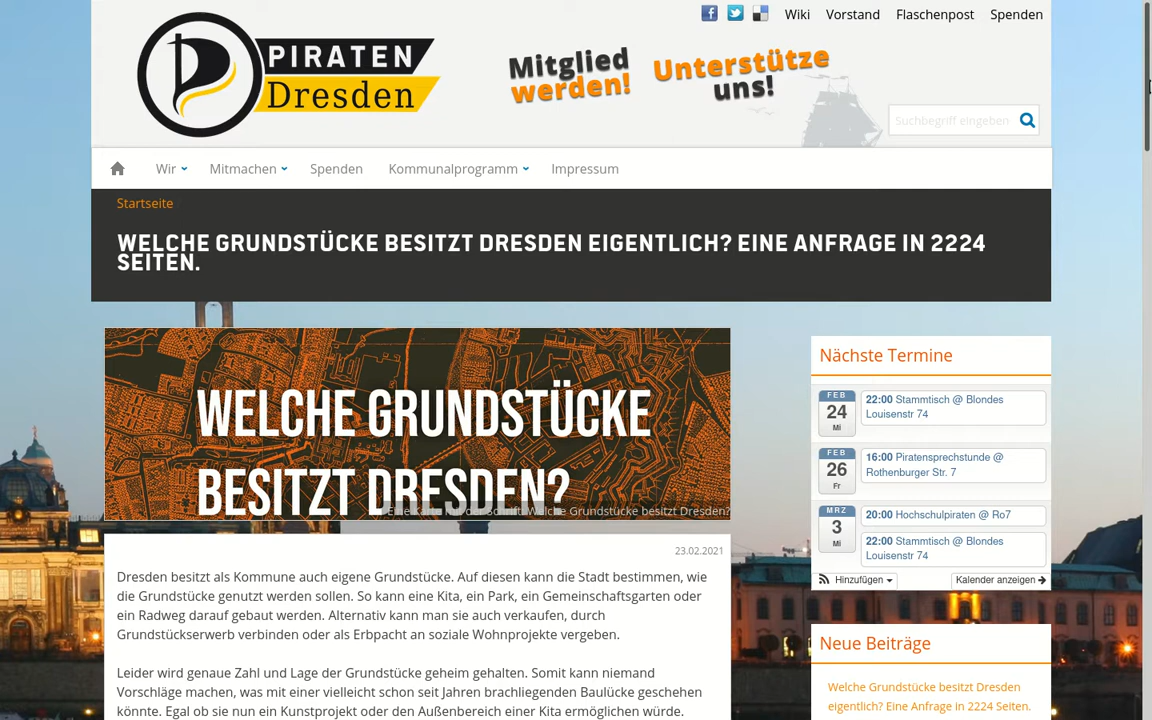 Wiki Vorstand Flaschenpost Spenden
PIRATEN
Dresden
Mitglied
werden!
Unterstütze
uns!
Suchbegriff eingeben
Wir Mitmachen Spenden Kommunalprogramm Impressum
Startseite
WELCHE GRUNDSTÜCKE BESITZT DRESDEN EIGENTLICH? EINE ANFRAGE IN 2224
SEITEN.
WELCHE GRUNDSTÜCKE
BESITZT DRESDEN?
Eine Karte mit der Schrift: Welche Grundstücke besitzt Dresden?
23.02.2021
Dresden besitzt als Kommune auch eigene Grundstücke. Auf diesen kann die Stadt bestimmen, wie
die Grundstücke genutzt werden sollen. So kann eine Kita, ein Park, ein Gemeinschaftsgarten oder
ein Radweg darauf gebaut werden. Alternativ kann man sie auch verkaufen, durch
Grundstückserwerb verbinden oder als Erbpacht an soziale Wohnprojekte vergeben.
Leider wird genaue Zahl und Lage der Grundstücke geheim gehalten. Somit kann niemand
Vorschläge machen, was mit einer vielleicht schon seit Jahren brachliegenden Baulücke geschehen
könnte. Egal ob sie nun ein Kunstprojekt oder den Außenbereich einer Kita ermöglichen würde.
Nächste Termine
FEB
24
Mi
22:00 Stammtisch @ Blondes
Louisenstr 74
FEB
26
Fr
16:00 Piratensprechstunde @
Rothenburger Str. 7
MRZ
3
Mi
20:00 Hochschulpiraten @ Ro7
22:00 Stammtisch @ Blondes
Louisenstr 74
Hinzufügen Kalender anzeigen
Neue Beiträge
Welche Grundstücke besitzt Dresden
eigentlich? Eine Anfrage in 2224 Seiten.